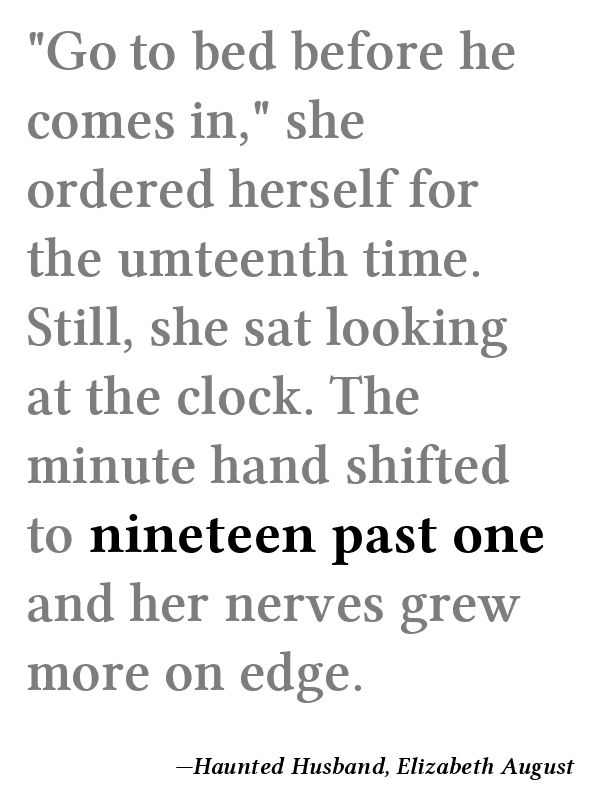 "Go to bed before he
comes in," she
ordered herself for
the umteenth time.
Still, she sat looking
at the clock. The
minute hand shifted
to nineteen past one
and her nerves grew
more on edge.
—Haunted Husband, Elizabeth August